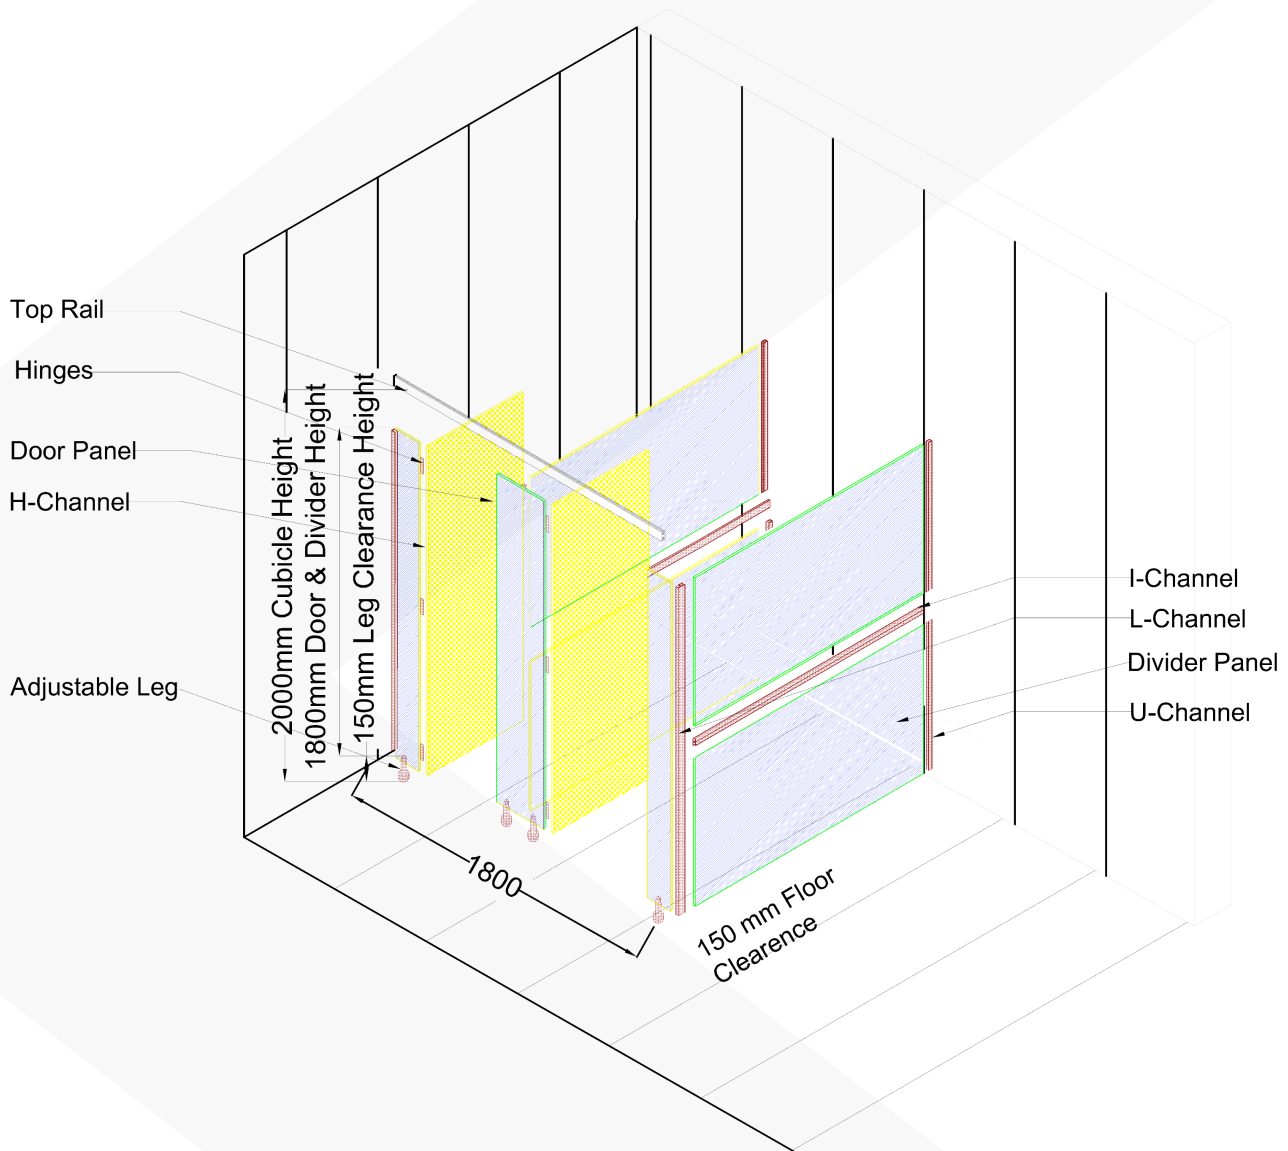 Top Rail
Hinges
Door Panel
H-Channel
Adjustable Leg
2000mm Cubicle Height
1800mm Door & Divider Height
150mm Leg Clearance Height
1800
150 mm Floor
Clearence
I-Channel
L-Channel
Divider Panel
U-Channel